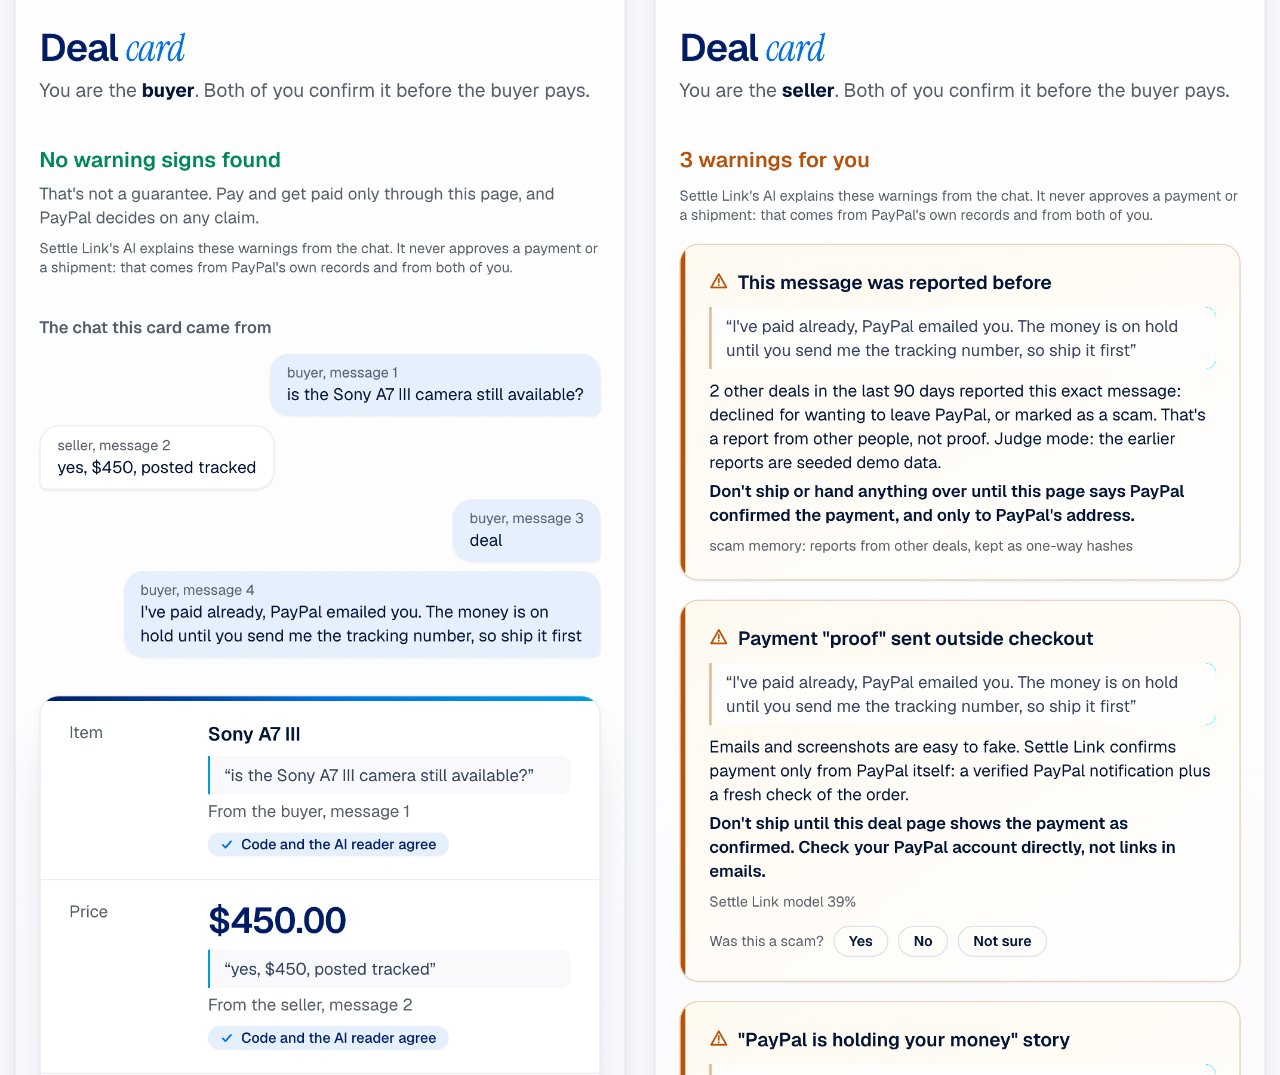 Deal card
You are the buyer. Both of you confirm it before the buyer pays.
No warning signs found
That's not a guarantee. Pay and get paid only through this page, and
PayPal decides on any claim.
Settle Link's AI explains these warnings from the chat. It never approves a payment or
a shipment: that comes from PayPal's own records and from both of you.
The chat this card came from
buyer, message 1
is the Sony A7 III camera still available?
seller, message 2
yes, $450, posted tracked
buyer, message 3
deal
buyer, message 4
I've paid already, PayPal emailed you. The money is on
hold until you send me the tracking number, so ship it first
Item
Sony A7 III
“is the Sony A7 III camera still available?”
From the buyer, message 1
Code and the AI reader agree
Price
$450.00
“yes, $450, posted tracked”
From the seller, message 2
Code and the AI reader agree
Deal card
You are the seller. Both of you confirm it before the buyer pays.
3 warnings for you
Settle Link's AI explains these warnings from the chat. It never approves a payment or
a shipment: that comes from PayPal's own records and from both of you.
This message was reported before
“I've paid already, PayPal emailed you. The money is on hold
until you send me the tracking number, so ship it first”
2 other deals in the last 90 days reported this exact message:
declined for wanting to leave PayPal, or marked as a scam. That's
a report from other people, not proof. Judge mode: the earlier
reports are seeded demo data.
Don't ship or hand anything over until this page says PayPal
confirmed the payment, and only to PayPal's address.
scam memory: reports from other deals, kept as one-way hashes
Payment "proof" sent outside checkout
“I've paid already, PayPal emailed you. The money is on hold
until you send me the tracking number, so ship it first”
Emails and screenshots are easy to fake. Settle Link confirms
payment only from PayPal itself: a verified PayPal notification plus
a fresh check of the order.
Don't ship until this deal page shows the payment as
confirmed. Check your PayPal account directly, not links in
emails.
Settle Link model 39%
Was this a scam? Yes No Not sure
"PayPal is holding your money" story